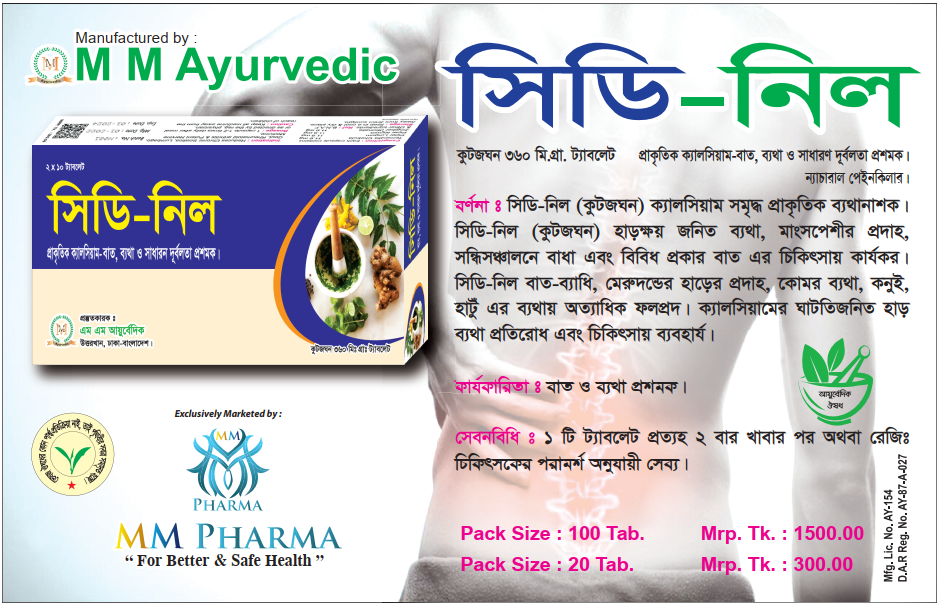 Manufactured by :
M M Ayurvedic
২ x ১০ ট্যাবলেট
সিডি-নিল
প্রাকৃতিক ক্যালসিয়াম-বাত, ব্যথা ও সাধারন দূর্বলতা প্রশমক।
প্রস্তুতকারক :
এম এম আয়ুর্বেদিক
উত্তরখান, ঢাকা-বাংলাদেশ।
কুটজঘন ৩৬০ মিঃগ্রাঃ ট্যাবলেট
সিডি-নিল
Exclusively Marketed by :
MM
PHARMA
MM PHARMA
“ For Better & Safe Health ”
সিডি-নিল
কুটজঘন ৩৬০ মি.গ্রা. ট্যাবলেট প্রাকৃতিক ক্যালসিয়াম-বাত, ব্যথা ও সাধারণ দূর্বলতা প্রশমক।
ন্যাচারাল পেইনকিলার।
বর্ণনা ঃ সিডি-নিল (কুটজঘন) ক্যালসিয়াম সমৃদ্ধ প্রাকৃতিক ব্যথানাশক।
সিডি-নিল (কুটজঘন) হাড়ক্ষয় জনিত ব্যথা, মাংসপেশীর প্রদাহ,
সন্ধিসঞ্চালনে বাধা এবং বিবিধ প্রকার বাত এর চিকিৎসায় কার্যকর।
সিডি-নিল বাত-ব্যাধি, মেরুদন্ডের হাড়ের প্রদাহ, কোমর ব্যথা, কনুই,
হাটুঁ এর ব্যথায় অত্যাধিক ফলপ্রদ। ক্যালসিয়ামের ঘাটতিজনিত হাড়
ব্যথা প্রতিরোধ এবং চিকিৎসায় ব্যবহার্য।
কার্যকারিতা ঃ বাত ও ব্যথা প্রশমক।
আয়ুর্বেদিক
ঔষধ
সেবনবিধি ঃ ১ টি ট্যাবলেট প্রত্যহ ২ বার খাবার পর অথবা রেজিঃ
চিকিৎসকের পরামর্শ অনুযায়ী সেব্য।
Pack Size : 100 Tab. Mrp. Tk. : 1500.00
Pack Size : 20 Tab. Mrp. Tk. : 300.00
Mfg. Lic. No. AY-154
D.A.R Reg. No. AY-87-A-027